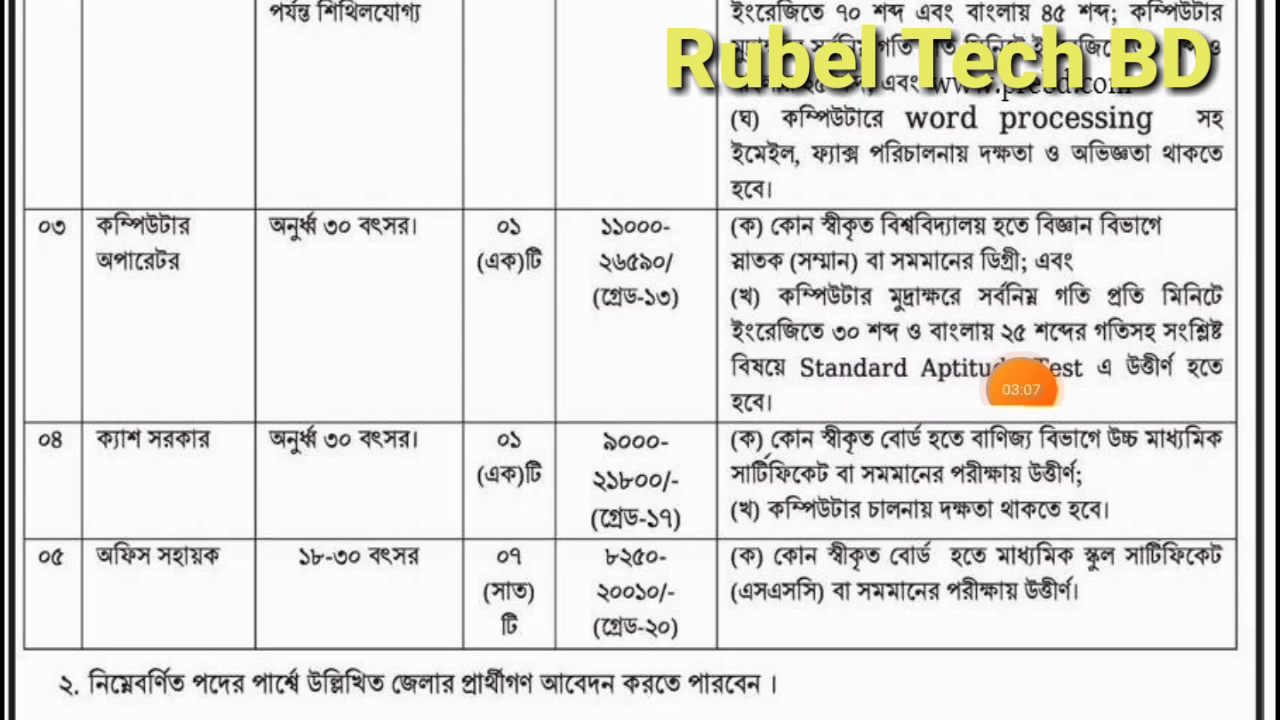 পর্যন্ত শিথিলযোগ্য
ইংরেজিতে ৭০ শব্দ এবং বাংলায় ৪৫ শব্দ; কম্পিউটার
Rubel Tech BD
এবং www.prebd.com
(ঘ) কম্পিউটারে word processing সহ
ইমেইল, ফ্যাক্স পরিচালনায় দক্ষতা ও অভিজ্ঞতা থাকতে
হবে।
০৩
কম্পিউটার
অপারেটর
অনুর্ধ্ব ৩০ বৎসর।
০১
(এক)টি
১১০০০-
২৬৫৯০/
(গ্রেড-১৩)
(ক) কোন স্বীকৃত বিশ্ববিদ্যালয় হতে বিজ্ঞান বিভাগে
স্নাতক (সম্মান) বা সমমানের ডিগ্রী; এবং
(খ) কম্পিউটার মুদ্রাক্ষরে সর্বনিম্ন গতি প্রতি মিনিটে
ইংরেজিতে ৩০ শব্দ ও বাংলায় ২৫ শব্দের গতিসহ সংশ্লিষ্ট
বিষয়ে Standard Aptitude Test এ উত্তীর্ণ হতে
হবে।
03:07
০৪
ক্যাশ সরকার
অনুর্ধ্ব ৩০ বৎসর।
০১
(এক)টি
৯০০০-
২১৮০০/-
(গ্রেড-১৭)
(ক) কোন স্বীকৃত বোর্ড হতে বাণিজ্য বিভাগে উচ্চ মাধ্যমিক
সার্টিফিকেট বা সমমানের পরীক্ষায় উত্তীর্ণ;
(খ) কম্পিউটার চালনায় দক্ষতা থাকতে হবে।
০৫
অফিস সহায়ক
১৮-৩০ বৎসর
০৭
(সাত)
টি
৮২৫০-
২০০১০/-
(গ্রেড-২০)
(ক) কোন স্বীকৃত বোর্ড হতে মাধ্যমিক স্কুল সার্টিফিকেট
(এসএসসি) বা সমমানের পরীক্ষায় উত্তীর্ণ।
২. নিম্নেবর্ণিত পদের পার্শ্বে উল্লিখিত জেলার প্রার্থীগণ আবেদন করতে পারবেন।